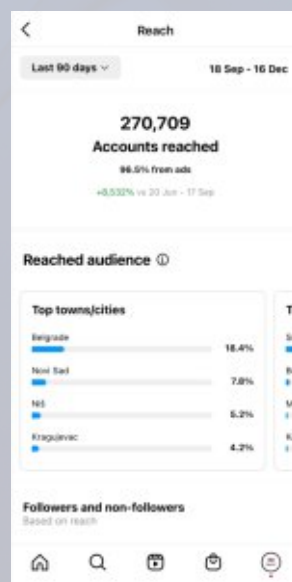 Reach
Last 90 days
18 Sep - 16 Dec
270,709
Accounts reached
96.5% from ads
+8,532% vs 20 Jun - 17 Sep
Reached audience
Top towns/cities
Belgrade
18.4%
Novi Sad
7.8%
Niš
5.2%
Kragujevac
4.2%
Followers and non-followers
Based on reach